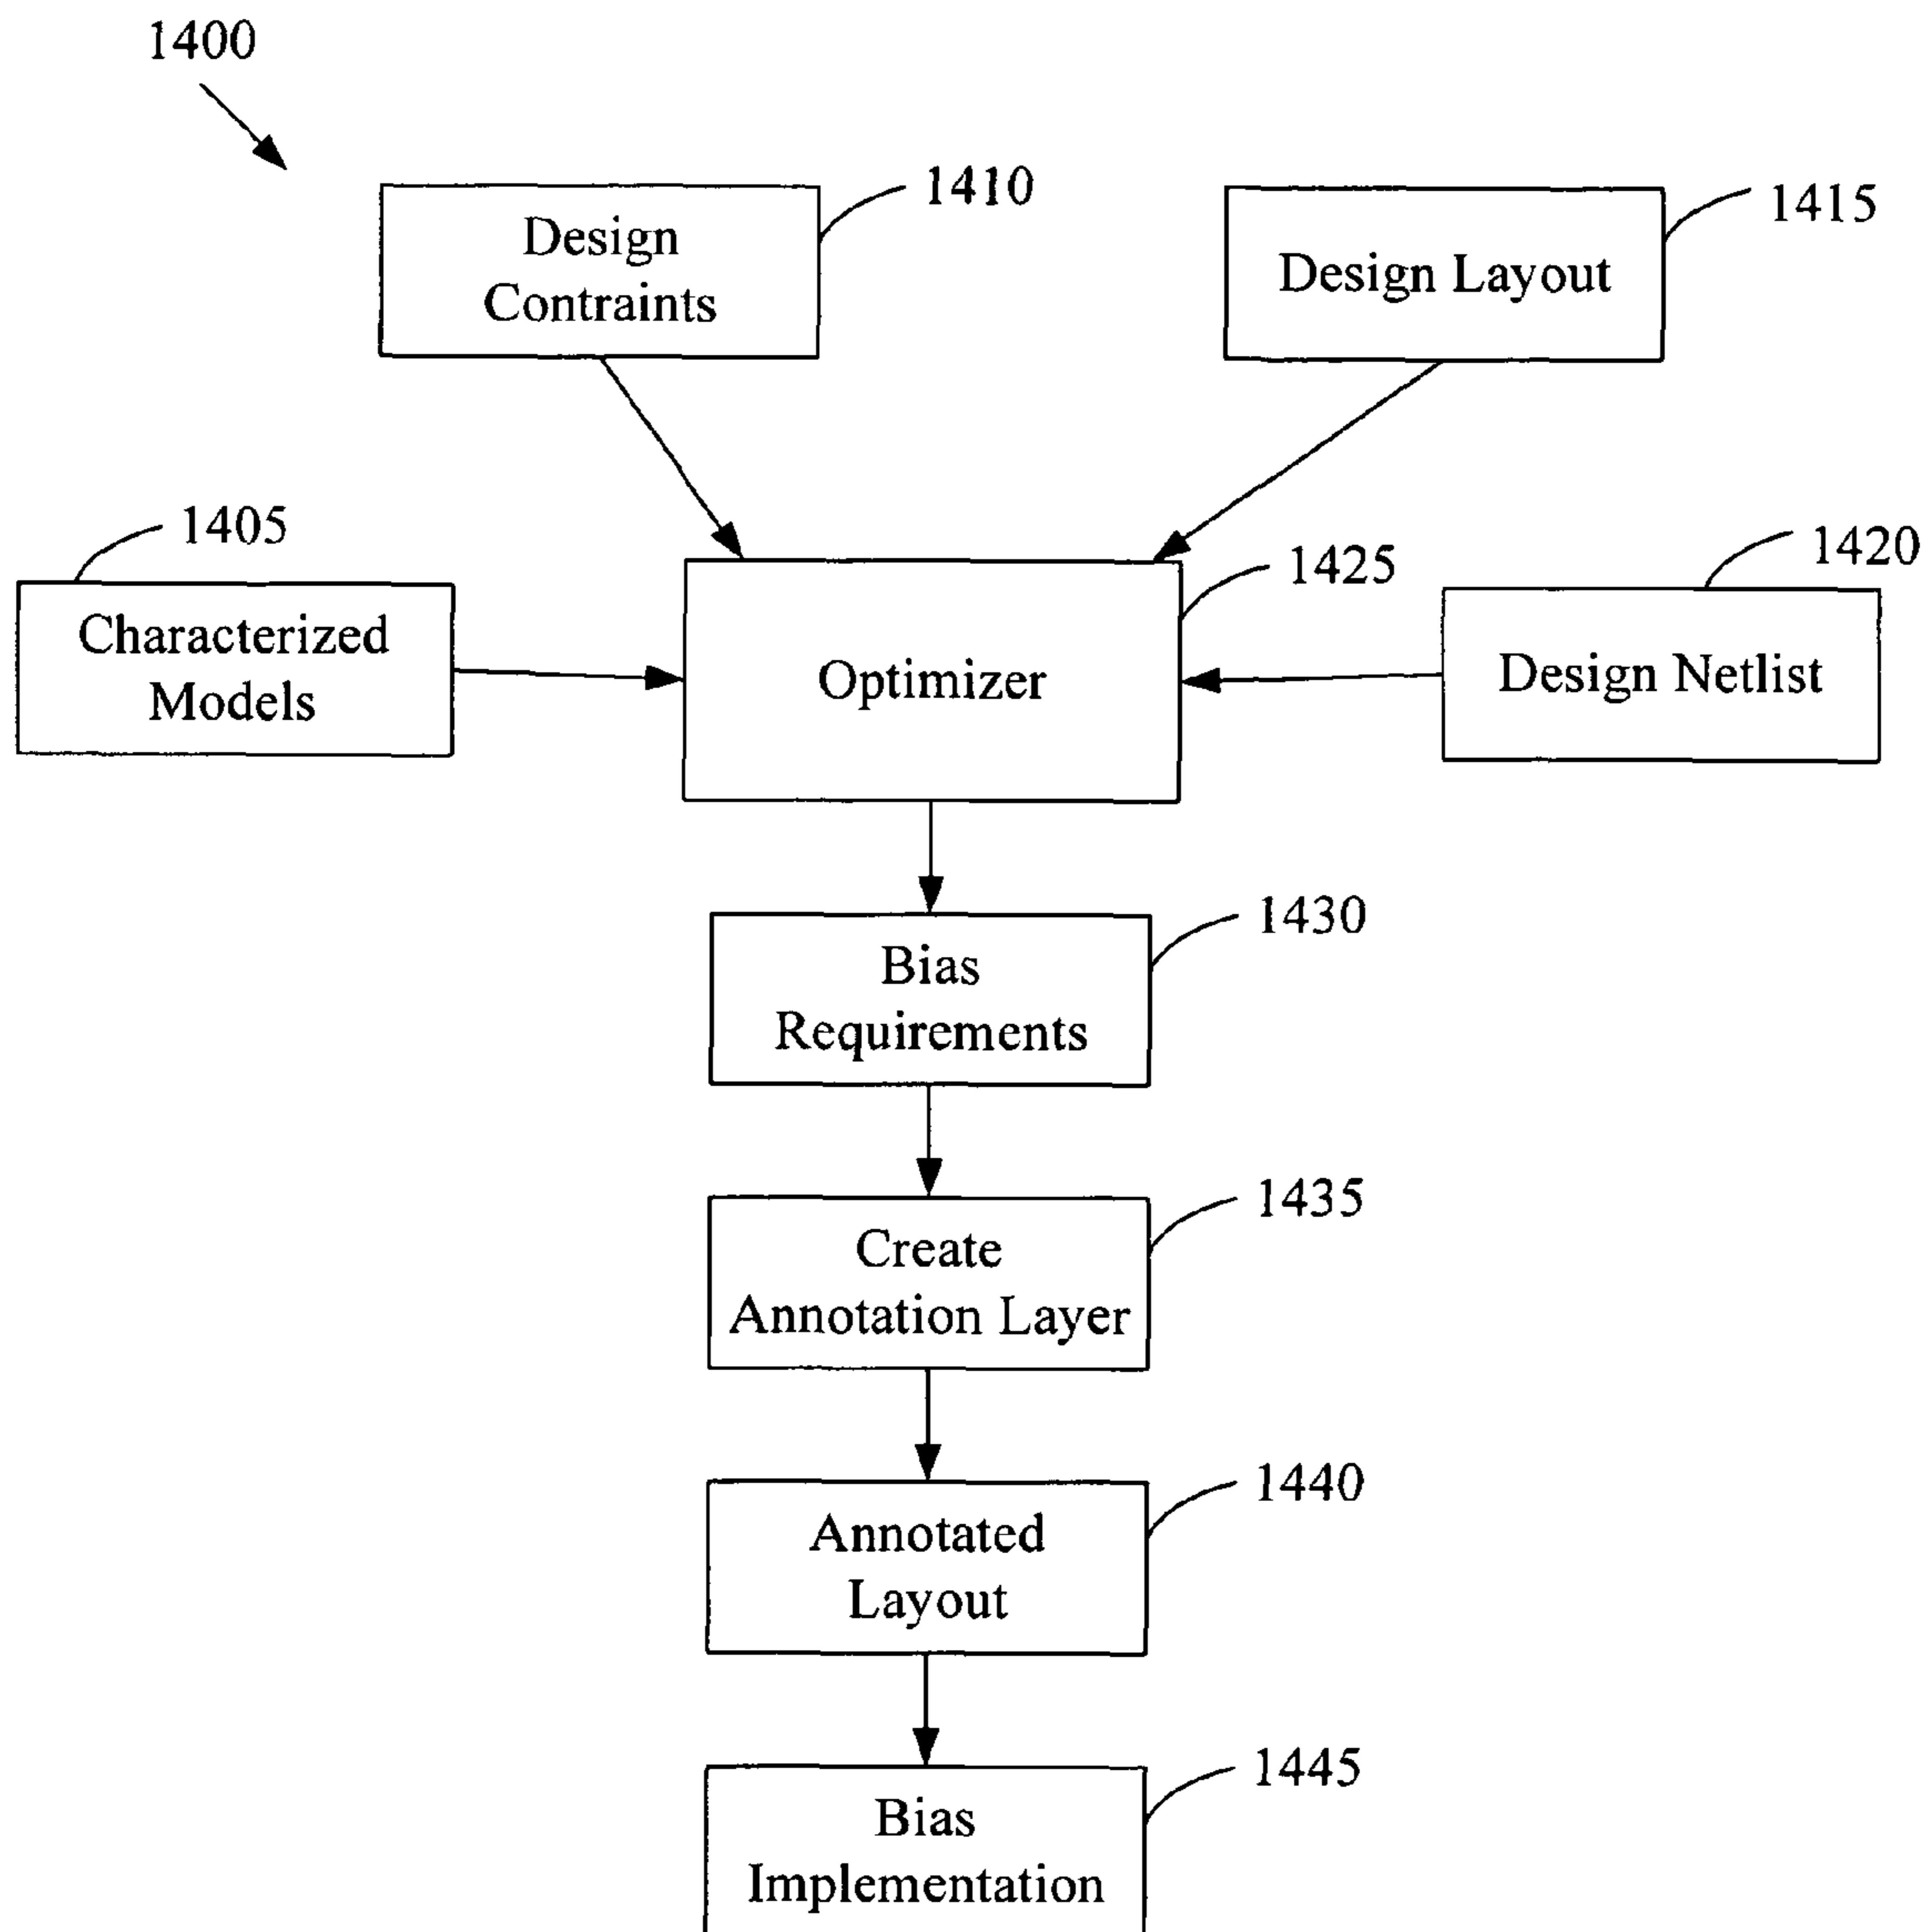 1400
Design
Contraints
1410
Design Layout
1415
Characterized
Models
1405
Optimizer
1425
Design Netlist
1420
Bias
Requirements
1430
Create
Annotation Layer
1435
Annotated
Layout
1440
Bias
Implementation
1445